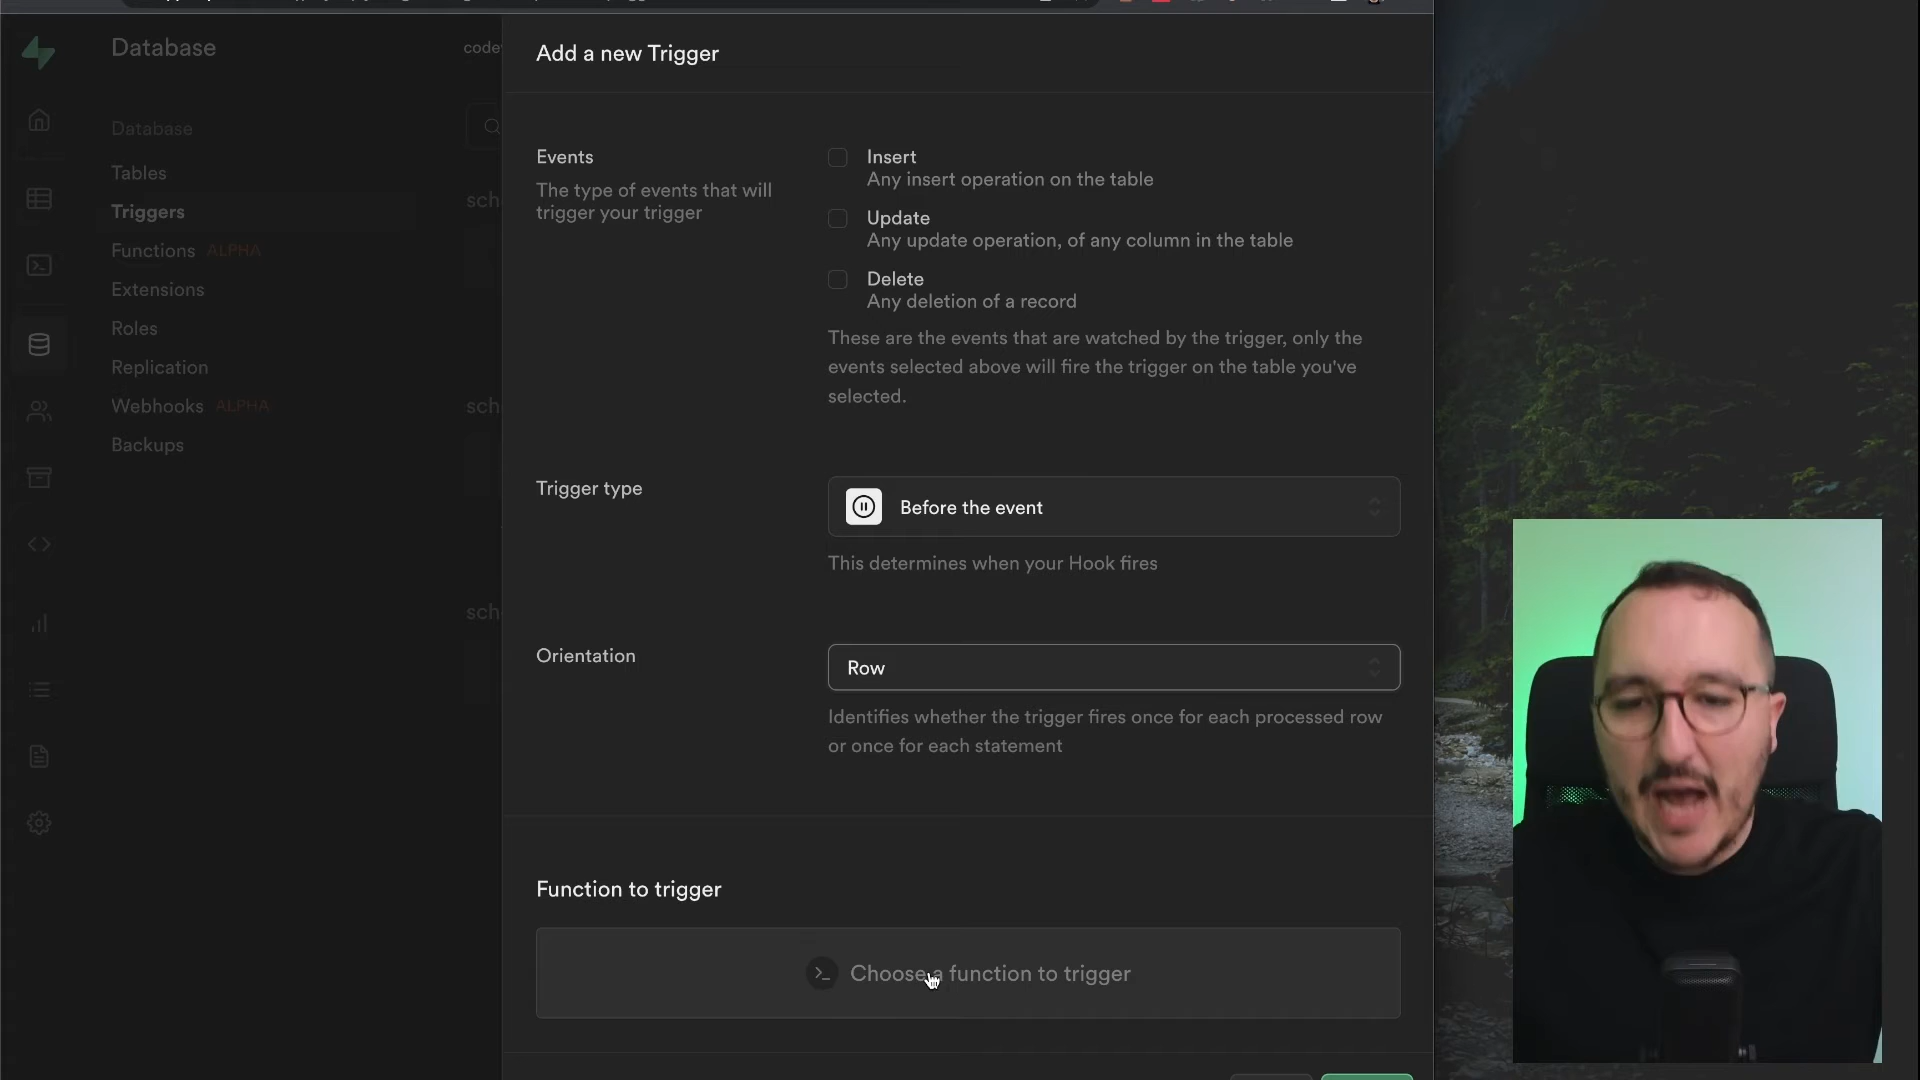 Database
code
Add a new Trigger
Database
Tables
Triggers
Functions ALPHA
Extensions
Roles
Replication
Webhooks ALPHA
Backups
sch
sch
sch
Events
The type of events that will
trigger your trigger
Insert
Any insert operation on the table
Update
Any update operation, of any column in the table
Delete
Any deletion of a record
These are the events that are watched by the trigger, only the
events selected above will fire the trigger on the table you've
selected.
Trigger type
Before the event
This determines when your Hook fires
Orientation
Row
Identifies whether the trigger fires once for each processed row
or once for each statement
Function to trigger
Choose a function to trigger